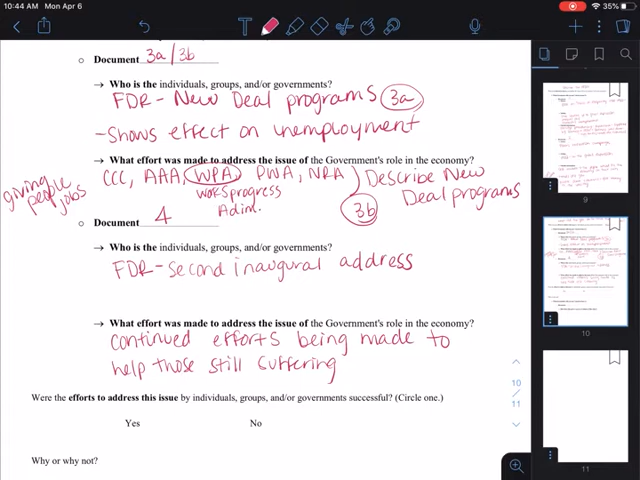 10:44 AM Mon Apr 6
35%
Document 3a/3b
→ Who is the individuals, groups, and/or governments?
FDR - New Deal programs 3a
-Shows effect on unemployment
→ What effort was made to address the issue of the Government's role in the economy?
giving people jobs
CCC, AAA, WPA, PWA, NRA) Describe New
Deal programs
works progress
Adim.
3b
Document 4
→ Who is the individuals, groups, and/or governments?
FDR-second inaugural address
→ What effort was made to address the issue of the Government's role in the economy?
continued efforts being made to
help those still suffering
Were the efforts to address this issue by individuals, groups, and/or governments successful? (Circle one.)
Yes No
Why or why not?
10
/
11
9
10
11